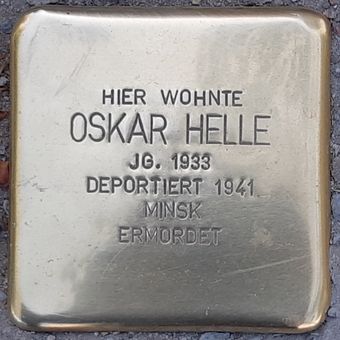 HIER WOHNTE
OSKAR HELLE
JG. 1933
DEPORTIERT 1941
MINSK
ERMORDET